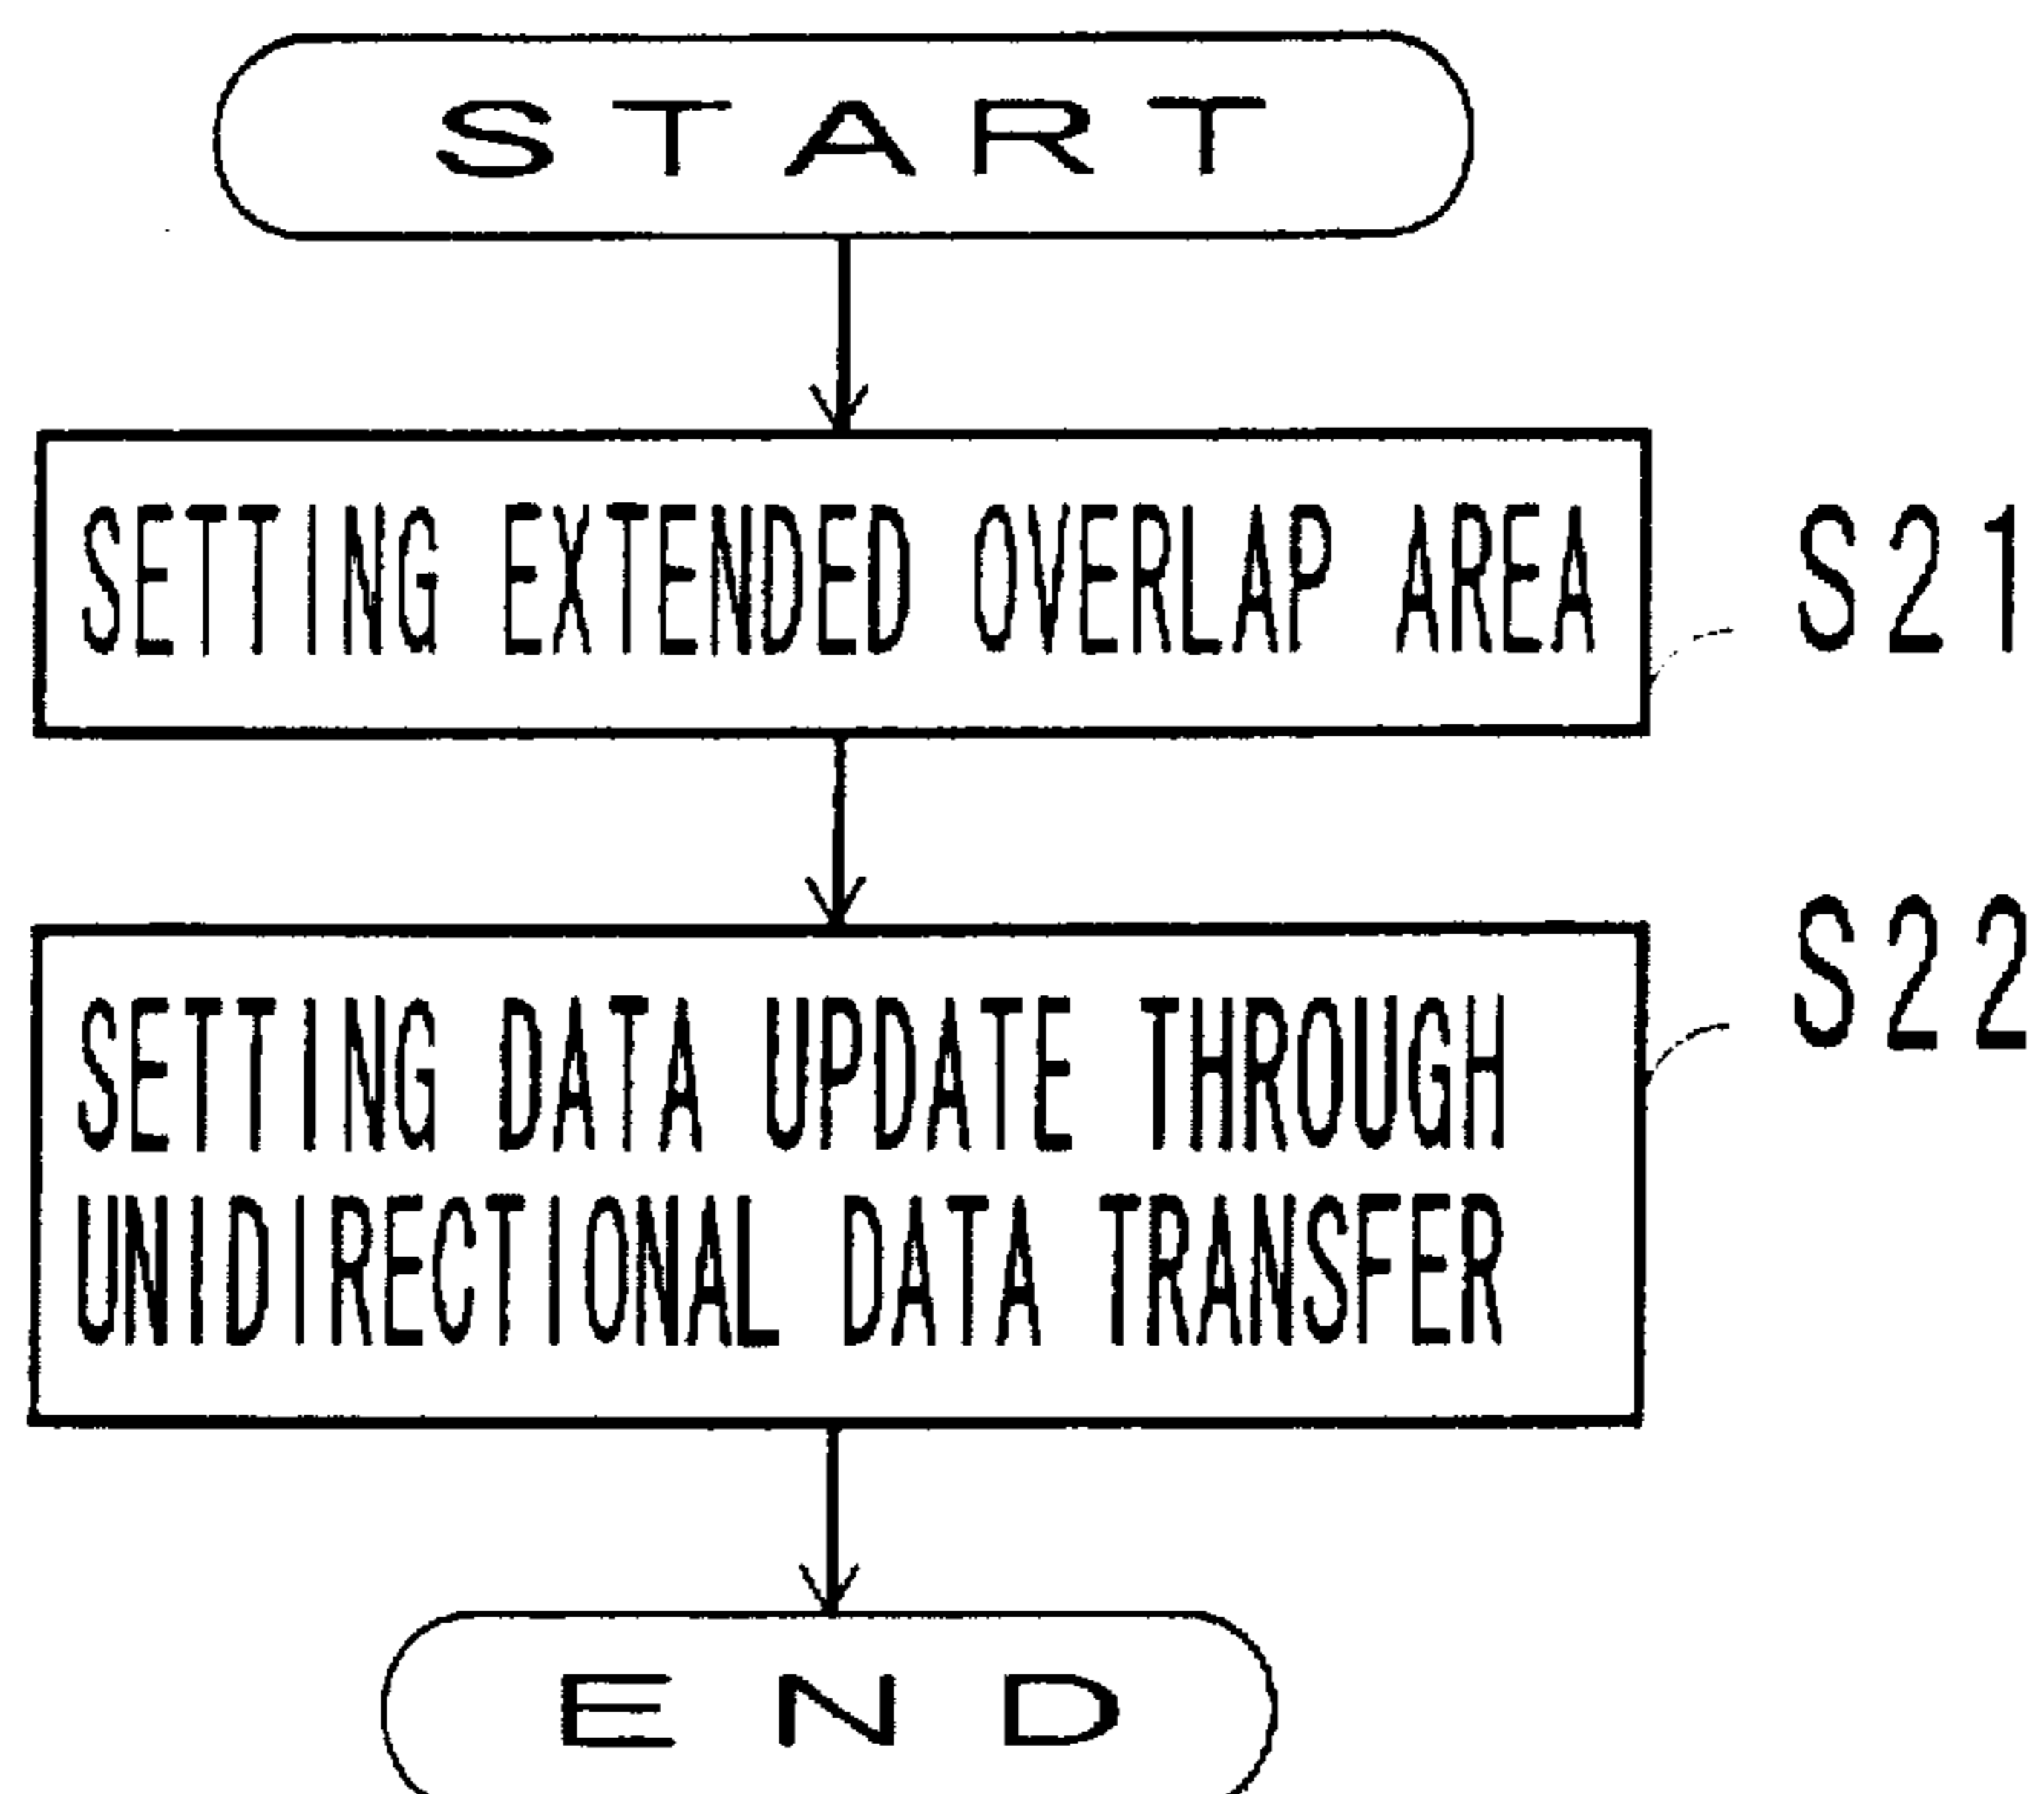 START
SETTING EXTENDED OVERLAP AREA
S21
S22
SETTING DATA UPDATE THROUGH
UNIDIRECTIONAL DATA TRANSFER
END